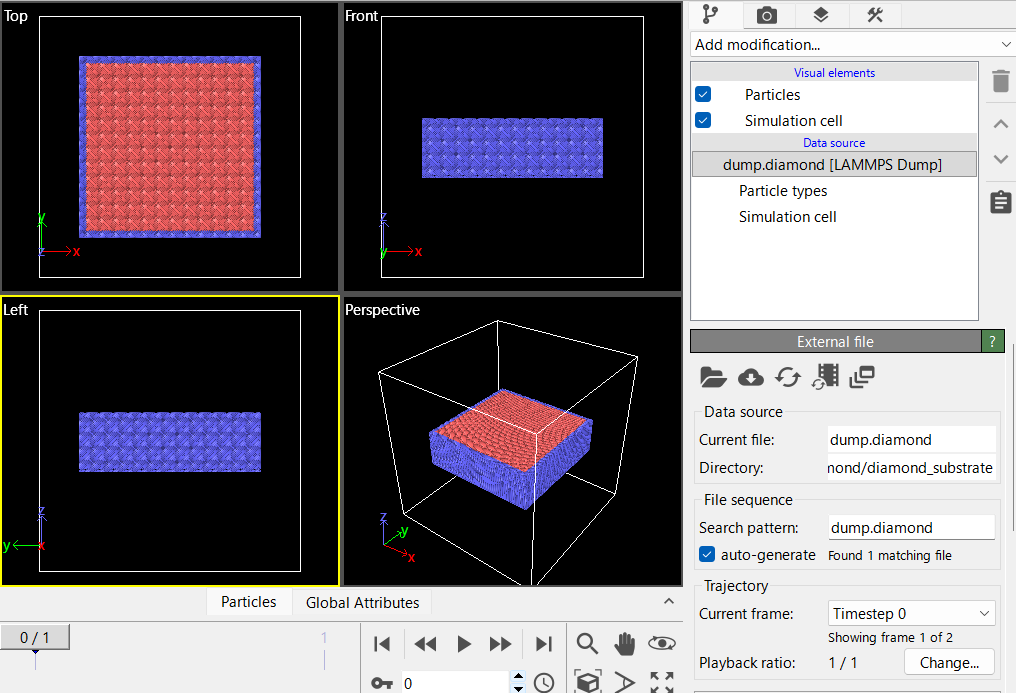 Top
Front
Add modification...
Visual elements
Particles
Simulation cell
Data source
dump.diamond [LAMMPS Dump]
Particle types
Simulation cell
y
z
x
z
y
x
Left
Perspective
External file
?
Data source
Current file: dump.diamond
Directory: mond/diamond_substrate
File sequence
Search pattern: dump.diamond
auto-generate Found 1 matching file
z
y
x
z
y
x
Trajectory
Current frame: Timestep 0
Showing frame 1 of 2
Playback ratio: 1 / 1 Change...
Particles Global Attributes
0 / 1
1
0